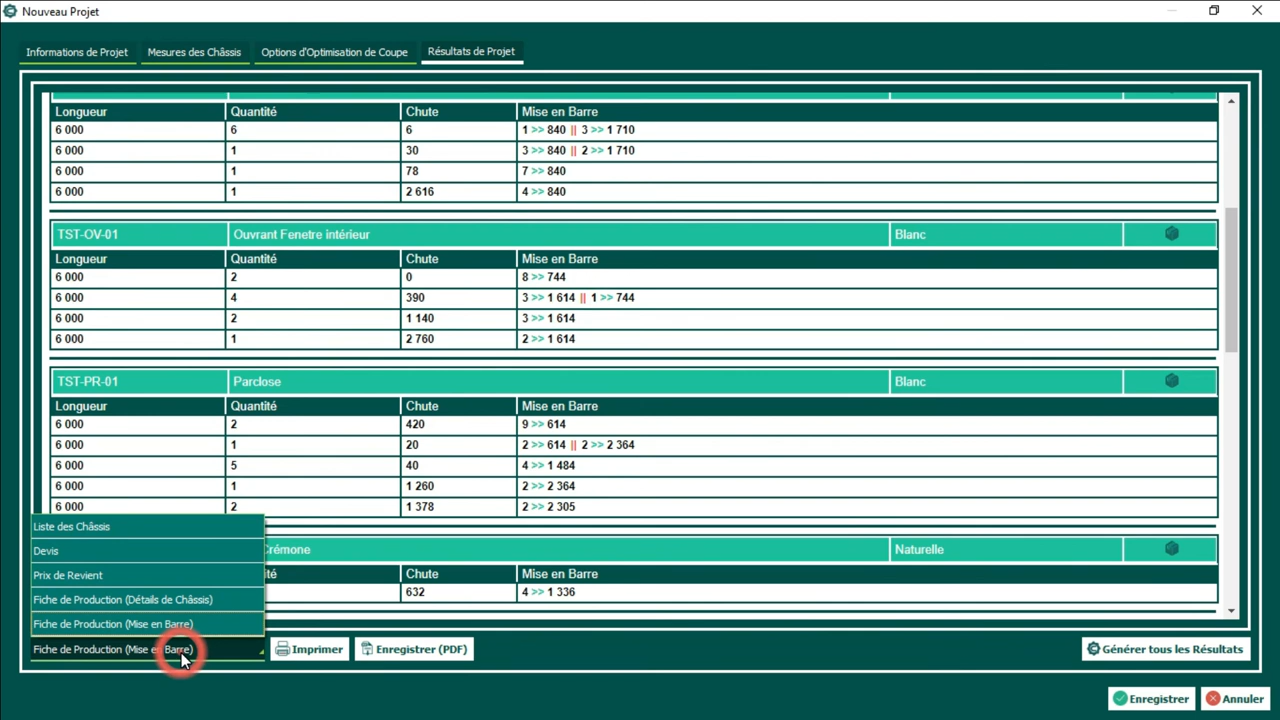 Nouveau Projet
Informations de Projet Mesures des Châssis Options d'Optimisation de Coupe Résultats de Projet
Longueur Quantité Chute Mise en Barre
6 000 6 6 1 >> 840 || 3 >> 1 710
6 000 1 30 3 >> 840 || 2 >> 1 710
6 000 1 78 7 >> 840
6 000 1 2 616 4 >> 840
TST-OV-01 Ouvrant Fenetre intérieur Blanc
Longueur Quantité Chute Mise en Barre
6 000 2 0 8 >> 744
6 000 4 390 3 >> 1 614 || 1 >> 744
6 000 2 1 140 3 >> 1 614
6 000 1 2 760 2 >> 1 614
TST-PR-01 Parclose Blanc
Longueur Quantité Chute Mise en Barre
6 000 2 420 9 >> 614
6 000 1 20 2 >> 614 || 2 >> 2 364
6 000 5 40 4 >> 1 484
6 000 1 1 260 2 >> 2 364
6 000 2 1 378 2 >> 2 305
Liste des Châssis
Devis
Crémone Naturelle
Prix de Revient
té Chute Mise en Barre
Fiche de Production (Détails de Châssis)
632 4 >> 1 336
Fiche de Production (Mise en Barre)
Fiche de Production (Mise en Barre) Imprimer Enregistrer (PDF) Générer tous les Résultats
Enregistrer Annuler